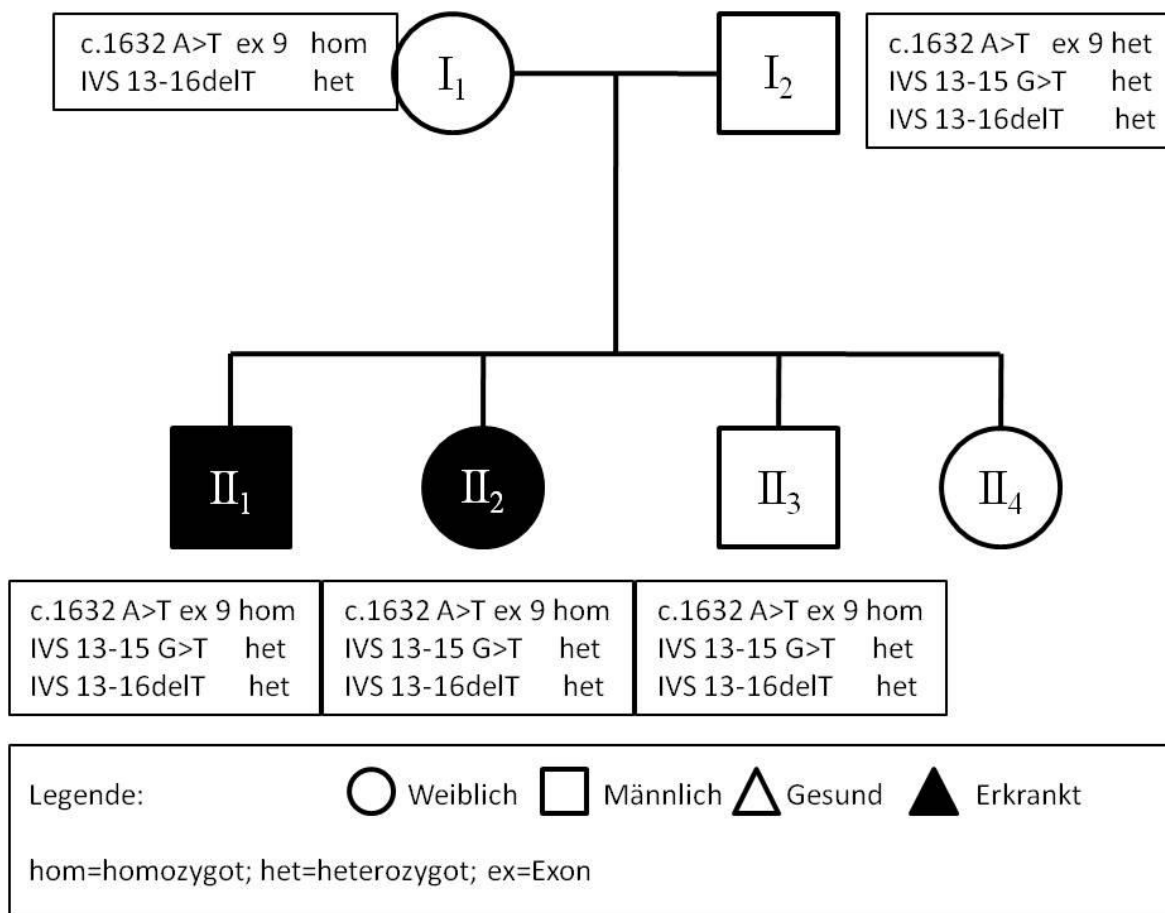 c.1632 A>T ex 9 hom
IVS 13-16delT het
I1
I2
c.1632 A>T ex 9 het
IVS 13-15 G>T het
IVS 13-16delT het
II1
II2
II3
II4
c.1632 A>T ex 9 hom
IVS 13-15 G>T het
IVS 13-16delT het
c.1632 A>T ex 9 hom
IVS 13-15 G>T het
IVS 13-16delT het
c.1632 A>T ex 9 hom
IVS 13-15 G>T het
IVS 13-16delT het
Legende: Weiblich Männlich Gesund Erkrankt
hom=homozygot; het=heterozygot; ex=Exon